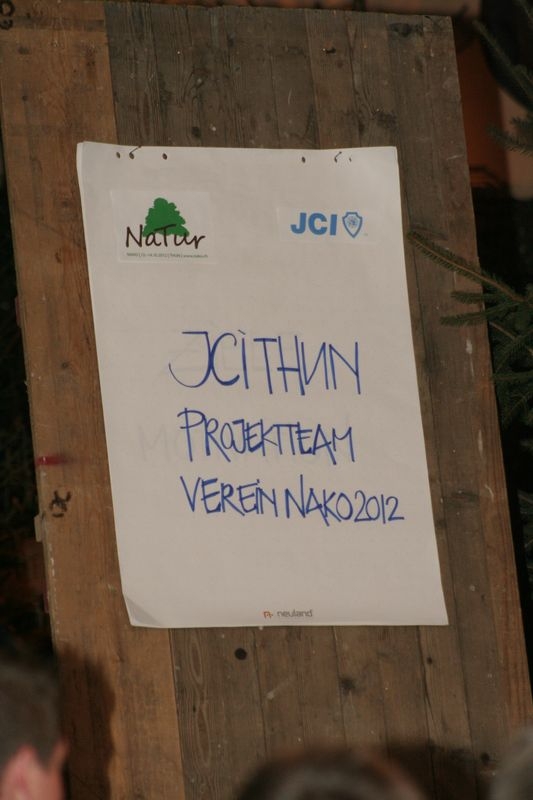 NaTur
JCI
JCI THUN
PROJEKTTEAM
VEREIN NAKO 2012
neuland